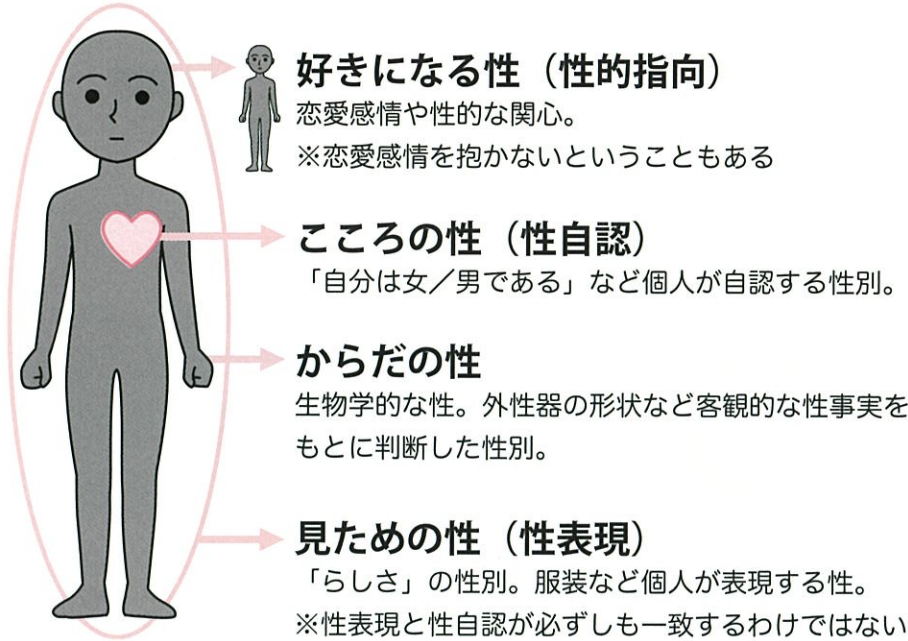 好きになる性（性的指向）
恋愛感情や性的な関心。
※恋愛感情を抱かないということもある
こころの性（性自認）
「自分は女／男である」など個人が自認する性別。
からだの性
生物学的な性。外性器の形状など客観的な性事実を
もとに判断した性別。
見ための性（性表現）
「らしさ」の性別。服装など個人が表現する性。
※性表現と性自認が必ずしも一致するわけではない